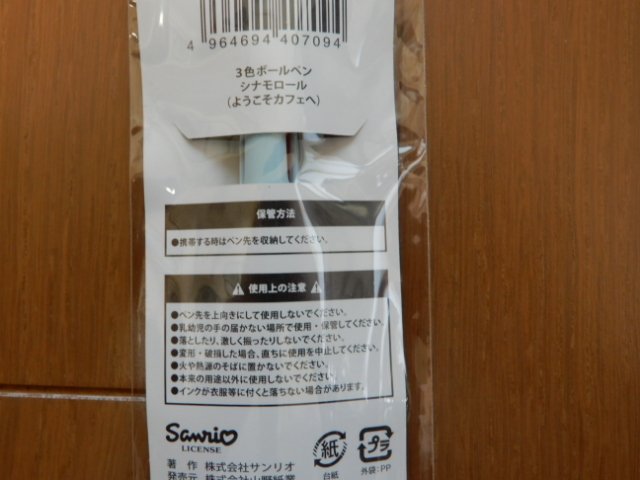 4 964694 407094
3色ボールペン
シナモロール
(ようこそカフェへ)
保管方法
●携帯する時はペン先を収納してください。
使用上の注意
●ペン先を上向きにして使用しないでください。
●乳幼児の手の届かない場所で使用・保管してください。
●落としたり、激しく振ったりしないでください。
●変形・破損した場合、直ちに使用を中止してください。
●火や熱源のそばに置かないでください。
●本来の用途以外に使用しないでください。
●インクが衣服等に付くと落ちない場合があります。
Sanrio
LICENSE
紙
台紙
プラ
外袋:PP
著作 株式会社サンリオ
発売元 株式会社山野紙業